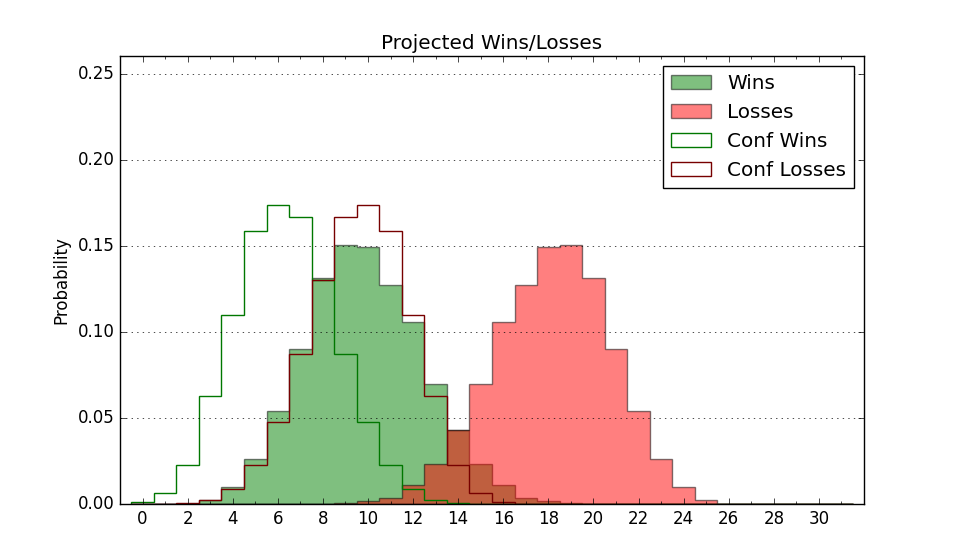 Projected Wins/Losses
0.25
0.20
0.15
0.10
0.05
0.00
Probability
Wins
Losses
Conf Wins
Conf Losses
0 2 4 6 8 10 12 14 16 18 20 22 24 26 28 30